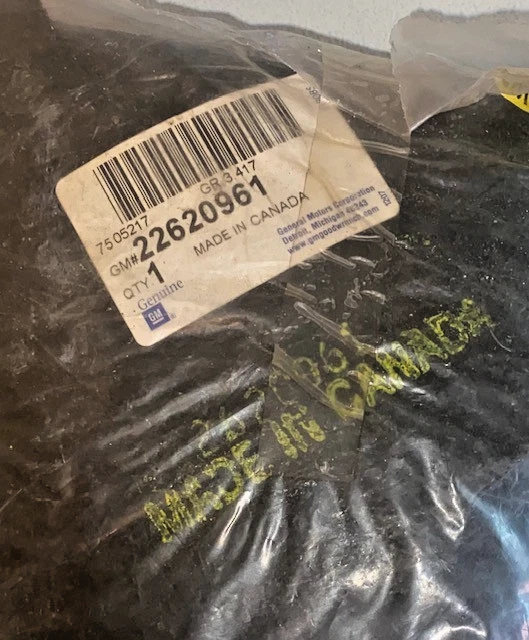 GR 3 417
7505217
GM# 22620961
QTY 1 MADE IN CANADA
General Motors Corporation
Detroit, Michigan 48243
www.gmgoodwrench.com
Genuine
GM
MADE IN CANADA